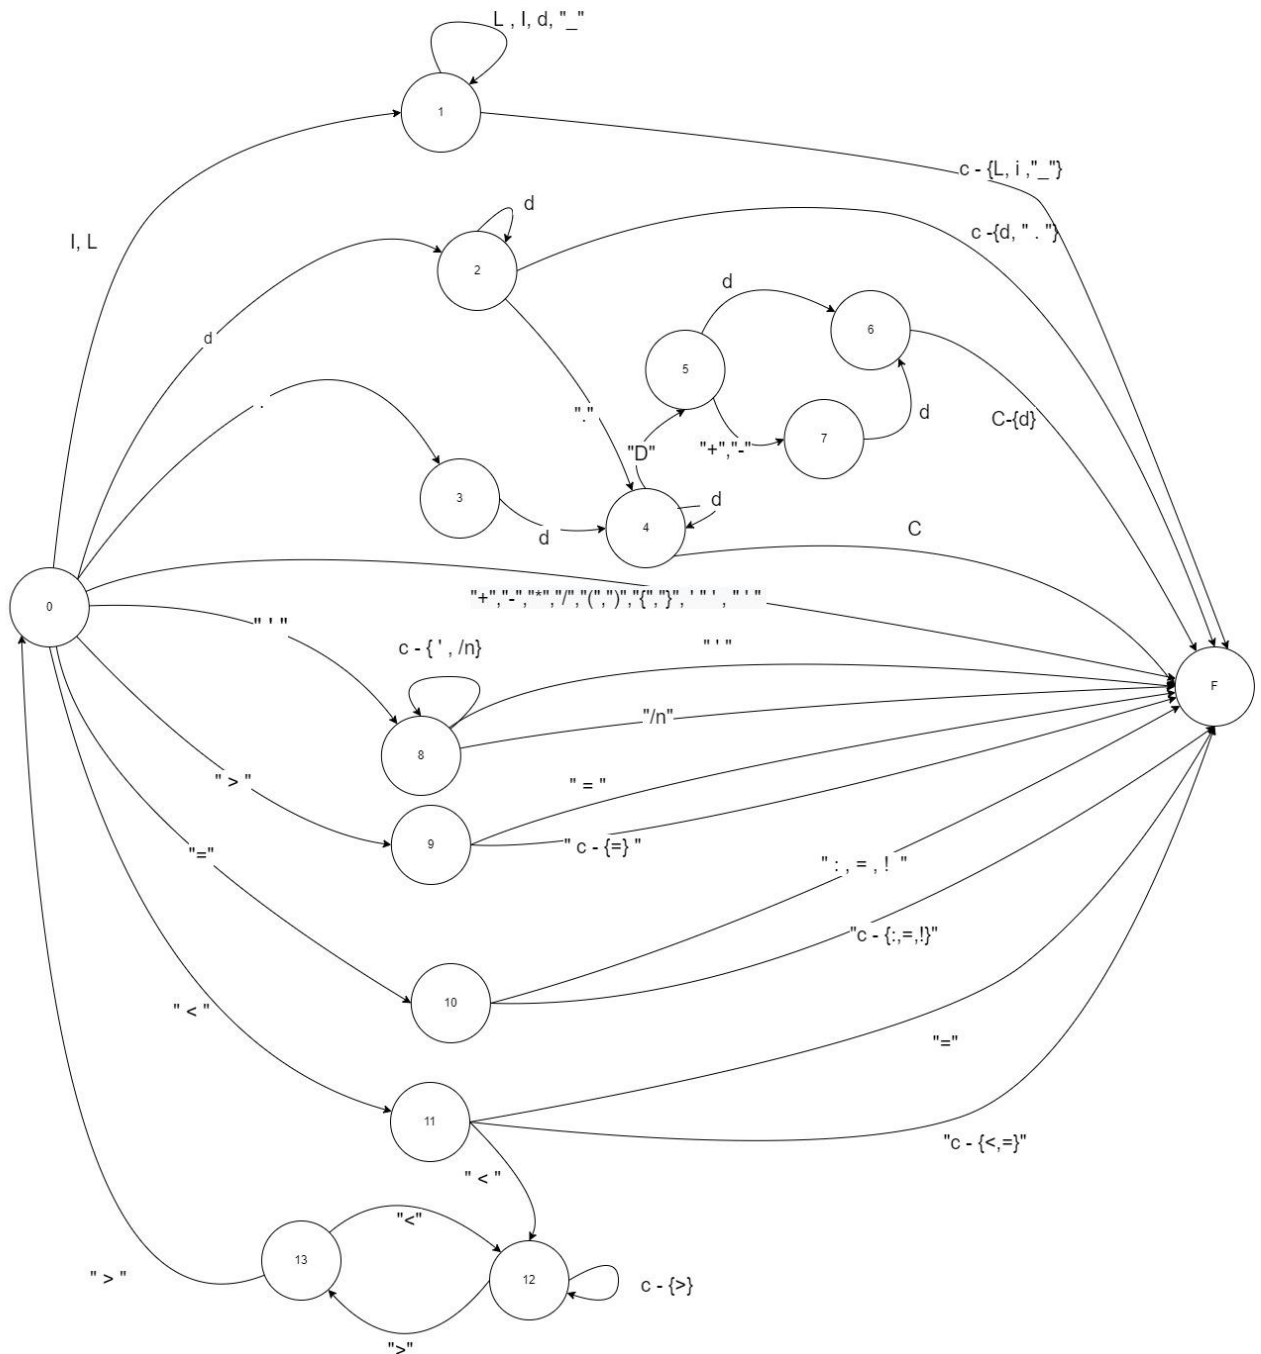 L , I, d, "_"
1
c - {L, i ,"_"}
I, L
d
c -{d, " . "}
2
d
d
6
5
d
.
"."
C-{d}
d
"+","-"
7
"D"
3
d
4
d
C
0
"+","-","*","/","(",")","{","}", ' " ' , " ' "
" ' "
c - { ' , /n}
" ' "
F
"/n"
8
" > "
" = "
9
" c - {=} "
"="
" : , = , ! "
"c - {:,=,!}"
10
" < "
"="
11
"c - {<,=}"
" < "
"<"
13
" > "
12
c - {>}
">"